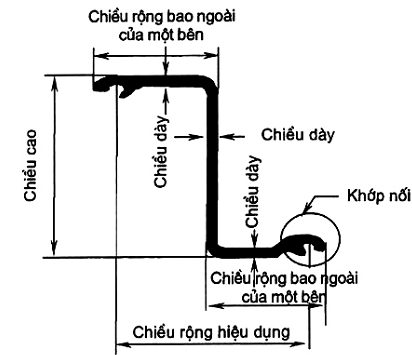 Chiều rộng bao ngoài
của một bên
Chiều cao
Chiều dày
Chiều dày
Chiều dày
Khớp nối
Chiều rộng bao ngoài
của một bên
Chiều rộng hiệu dụng